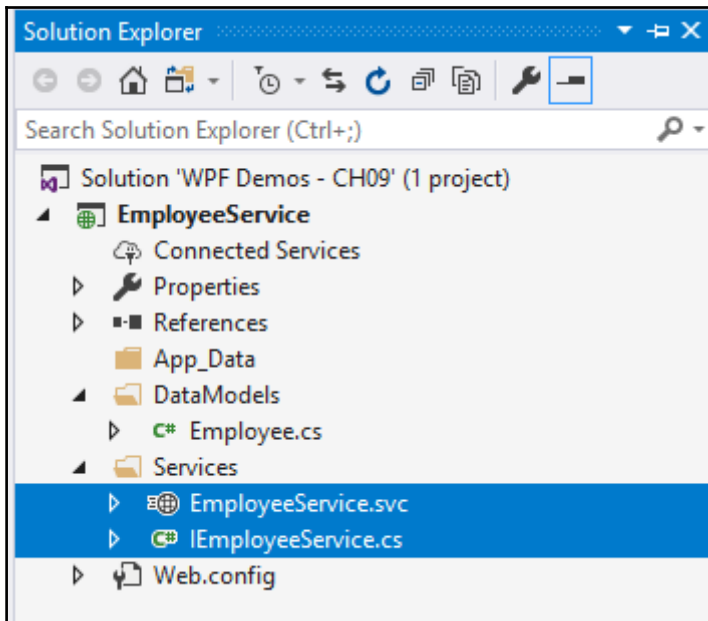 Solution Explorer
Search Solution Explorer (Ctrl+;)
Solution 'WPF Demos - CH09' (1 project)
EmployeeService
Connected Services
Properties
References
App_Data
DataModels
C# Employee.cs
Services
EmployeeService.svc
C# IEmployeeService.cs
Web.config